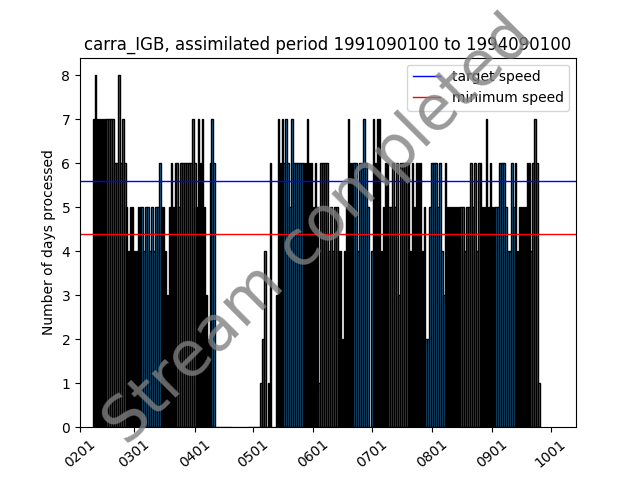 carra_IGB, assimilated period 1991090100 to 1994090100
target speed
minimum speed
Number of days processed
8
7
6
5
4
3
2
1
0
0201 0301 0401 0501 0601 0701 0801 0901 1001
Stream completed